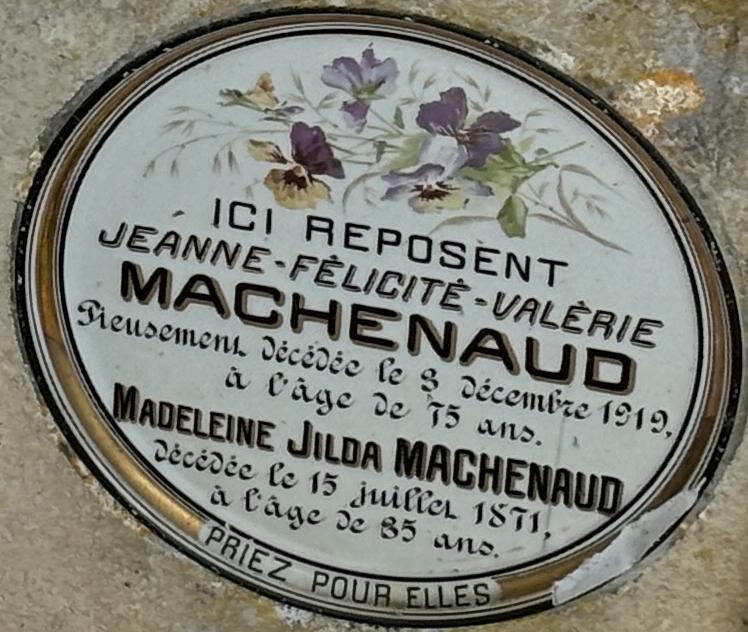 ICI REPOSENT
JEANNE-FÉLICITÉ-VALÉRIE
MACHENAUD
Pieusement décédée le 8 décembre 1919,
à l'âge de 75 ans.
MADELEINE JILDA MACHENAUD
décédée le 15 juillet 1871,
à l'âge de 85 ans.
PRIEZ POUR ELLES